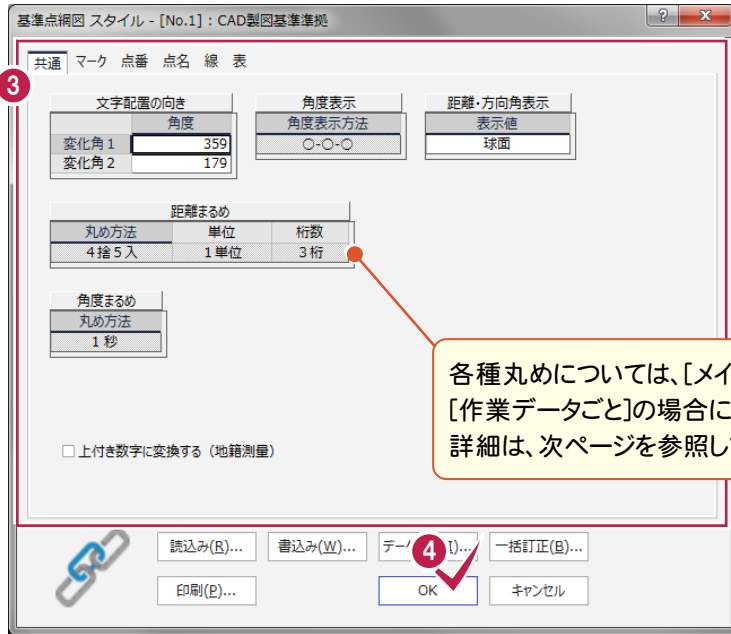 基準点網図 スタイル - [No.1] : CAD製図基準準拠
? x
3
共通 マーク 点番 点名 線 表
文字配置の向き 角度表示 距離・方向角表示
角度 角度表示方法 表示値
変化角1 359 ○-○-○ 球面
変化角2 179
距離まるめ
丸め方法 単位 桁数
4捨5入 1単位 3桁
角度まるめ
丸め方法
1秒
各種丸めについては、[メイ
[作業データごと]の場合に
詳細は、次ページを参照し
上付き数字に変換する (地籍測量)
読込み(R)... 書込み(W)... データ 4 I)... 一括訂正(B)...
印刷(P)... OK キャンセル